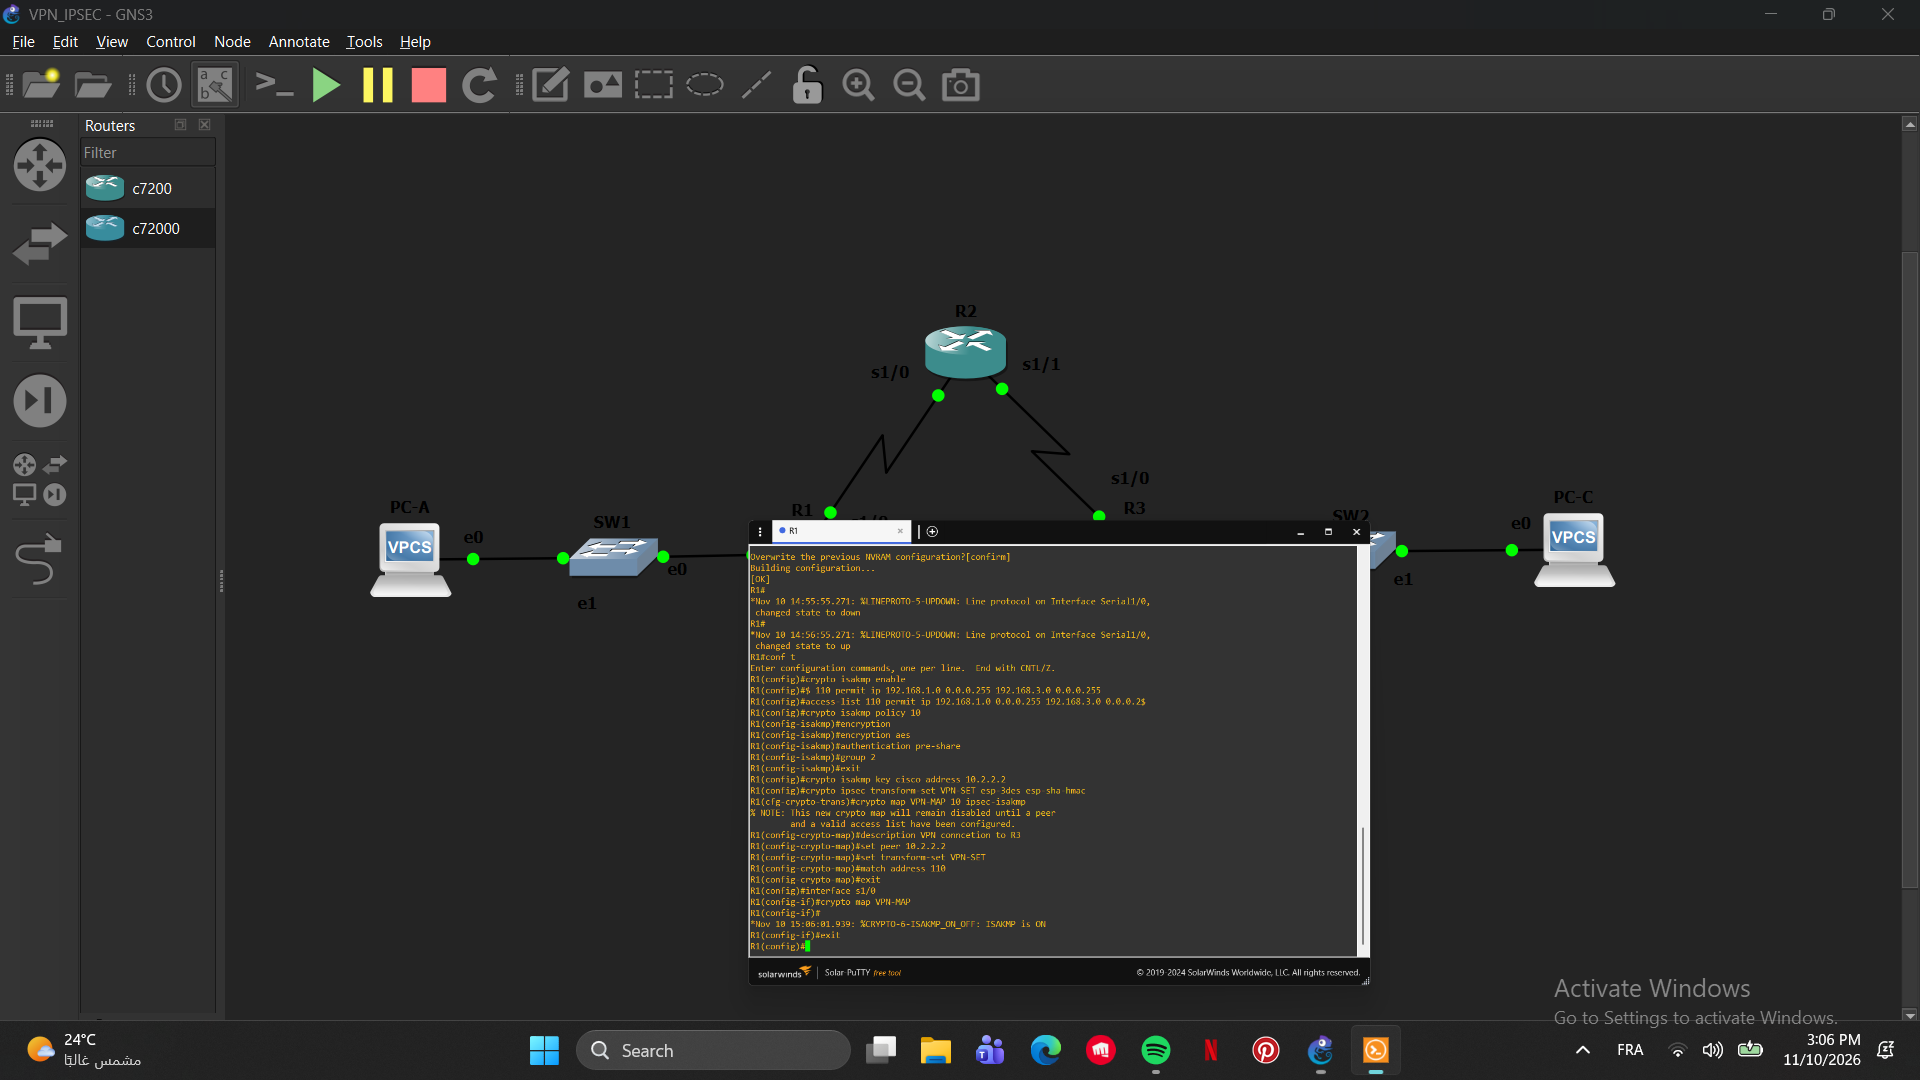 VPN_IPSEC - GNS3
File Edit View Control Node Annotate Tools Help
Routers
Filter
c7200
c72000
R2
s1/0
s1/1
s1/0
R1
R3
PC-A
VPCS
e0
SW1
e0
e1
SW2
e1
e0
PC-C
VPCS
R1
Overwrite the previous NVRAM configuration?[confirm]
Building configuration...
[OK]
R1#
*Nov 10 14:55:55.271: %LINEPROTO-5-UPDOWN: Line protocol on Interface Serial1/0,
changed state to down
R1#
*Nov 10 14:56:55.271: %LINEPROTO-5-UPDOWN: Line protocol on Interface Serial1/0,
changed state to up
R1#conf t
Enter configuration commands, one per line.  End with CNTL/Z.
R1(config)#crypto isakmp enable
R1(config)#$ 110 permit ip 192.168.1.0 0.0.0.255 192.168.3.0 0.0.0.255
R1(config)#access-list 110 permit ip 192.168.1.0 0.0.0.255 192.168.3.0 0.0.0.2$
R1(config)#crypto isakmp policy 10
R1(config-isakmp)#encryption
R1(config-isakmp)#encryption aes
R1(config-isakmp)#authentication pre-share
R1(config-isakmp)#group 2
R1(config-isakmp)#exit
R1(config)#crypto isakmp key cisco address 10.2.2.2
R1(config)#crypto ipsec transform-set VPN-SET esp-3des esp-sha-hmac
R1(cfg-crypto-trans)#crypto map VPN-MAP 10 ipsec-isakmp
% NOTE: This new crypto map will remain disabled until a peer
and a valid access list have been configured.
R1(config-crypto-map)#description VPN conncetion to R3
R1(config-crypto-map)#set peer 10.2.2.2
R1(config-crypto-map)#set transform-set VPN-SET
R1(config-crypto-map)#match address 110
R1(config-crypto-map)#exit
R1(config)#interface s1/0
R1(config-if)#crypto map VPN-MAP
R1(config-if)#
*Nov 10 15:06:01.939: %CRYPTO-6-ISAKMP_ON_OFF: ISAKMP is ON
R1(config-if)#exit
R1(config)#
solarwinds Solar-PuTTY free tool
© 2019-2024 SolarWinds Worldwide, LLC. All rights reserved.
Activate Windows
Go to Settings to activate Windows.
24°C
مشمس غالبًا
Search
FRA
3:06 PM
11/10/2026